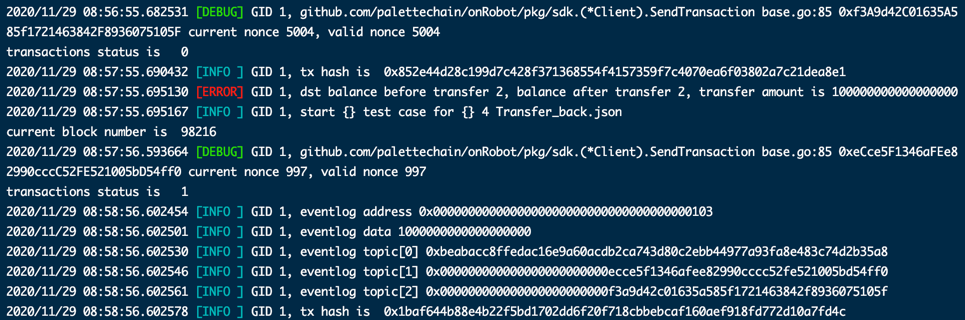 2020/11/29 08:56:55.682531 [DEBUG] GID 1, github.com/palettechain/onRobot/pkg/sdk.(*Client).SendTransaction base.go:85 0xf3A9d42C01635A5
85f1721463842F8936075105F current nonce 5004, valid nonce 5004
transactions status is 0
2020/11/29 08:57:55.690432 [INFO ] GID 1, tx hash is 0x852e44d28c199d7c428f371368554f4157359f7c4070ea6f03802a7c21dea8e1
2020/11/29 08:57:55.695130 [ERROR] GID 1, dst balance before transfer 2, balance after transfer 2, transfer amount is 1000000000000000000
2020/11/29 08:57:55.695167 [INFO ] GID 1, start {} test case for {} 4 Transfer_back.json
current block number is 98216
2020/11/29 08:57:56.593664 [DEBUG] GID 1, github.com/palettechain/onRobot/pkg/sdk.(*Client).SendTransaction base.go:85 0xeCce5F1346aFEe8
2990cccC52FE521005bD54ff0 current nonce 997, valid nonce 997
transactions status is 1
2020/11/29 08:58:56.602454 [INFO ] GID 1, eventlog address 0x0000000000000000000000000000000000000103
2020/11/29 08:58:56.602501 [INFO ] GID 1, eventlog data 1000000000000000000
2020/11/29 08:58:56.602530 [INFO ] GID 1, eventlog topic[0] 0xbeabacc8ffedac16e9a60acdb2ca743d80c2ebb44977a93fa8e483c74d2b35a8
2020/11/29 08:58:56.602546 [INFO ] GID 1, eventlog topic[1] 0x000000000000000000000000ecce5f1346afee82990cccc52fe521005bd54ff0
2020/11/29 08:58:56.602561 [INFO ] GID 1, eventlog topic[2] 0x000000000000000000000000f3a9d42c01635a585f1721463842f8936075105f
2020/11/29 08:58:56.602578 [INFO ] GID 1, tx hash is 0x1baf644b88e4b22f5bd1702dd6f20f718cbbebcaf160aef918fd772d10a7fd4c